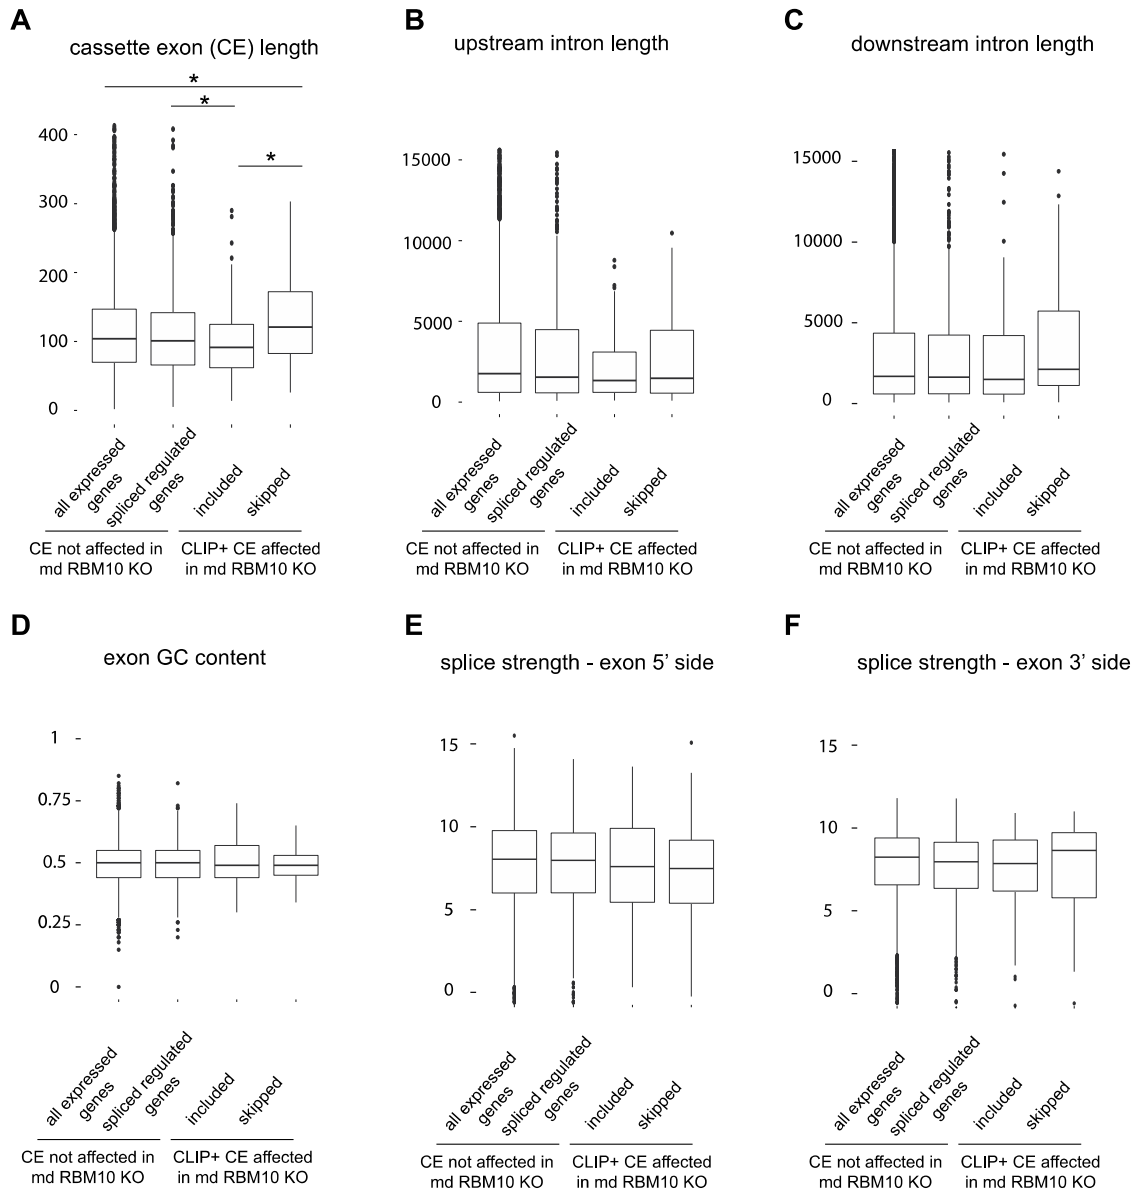 A
cassette exon (CE) length
*
*
*
400
300
200
100
0
all expressed
genes
spliced regulated
genes
included
skipped
CE not affected in
md RBM10 KO
CLIP+ CE affected
in md RBM10 KO
B
upstream intron length
15000
10000
5000
0
all expressed
genes
spliced regulated
genes
included
skipped
CE not affected in
md RBM10 KO
CLIP+ CE affected
in md RBM10 KO
C
downstream intron length
15000
10000
5000
0
all expressed
genes
spliced regulated
genes
included
skipped
CE not affected in
md RBM10 KO
CLIP+ CE affected
in md RBM10 KO
D
exon GC content
1
0.75
0.5
0.25
0
all expressed
genes
spliced regulated
genes
included
skipped
CE not affected in
md RBM10 KO
CLIP+ CE affected
in md RBM10 KO
E
splice strength - exon 5’ side
15
10
5
0
all expressed
genes
spliced regulated
genes
included
skipped
CE not affected in
md RBM10 KO
CLIP+ CE affected
in md RBM10 KO
F
splice strength - exon 3’ side
15
10
5
0
all expressed
genes
spliced regulated
genes
included
skipped
CE not affected in
md RBM10 KO
CLIP+ CE affected
in md RBM10 KO